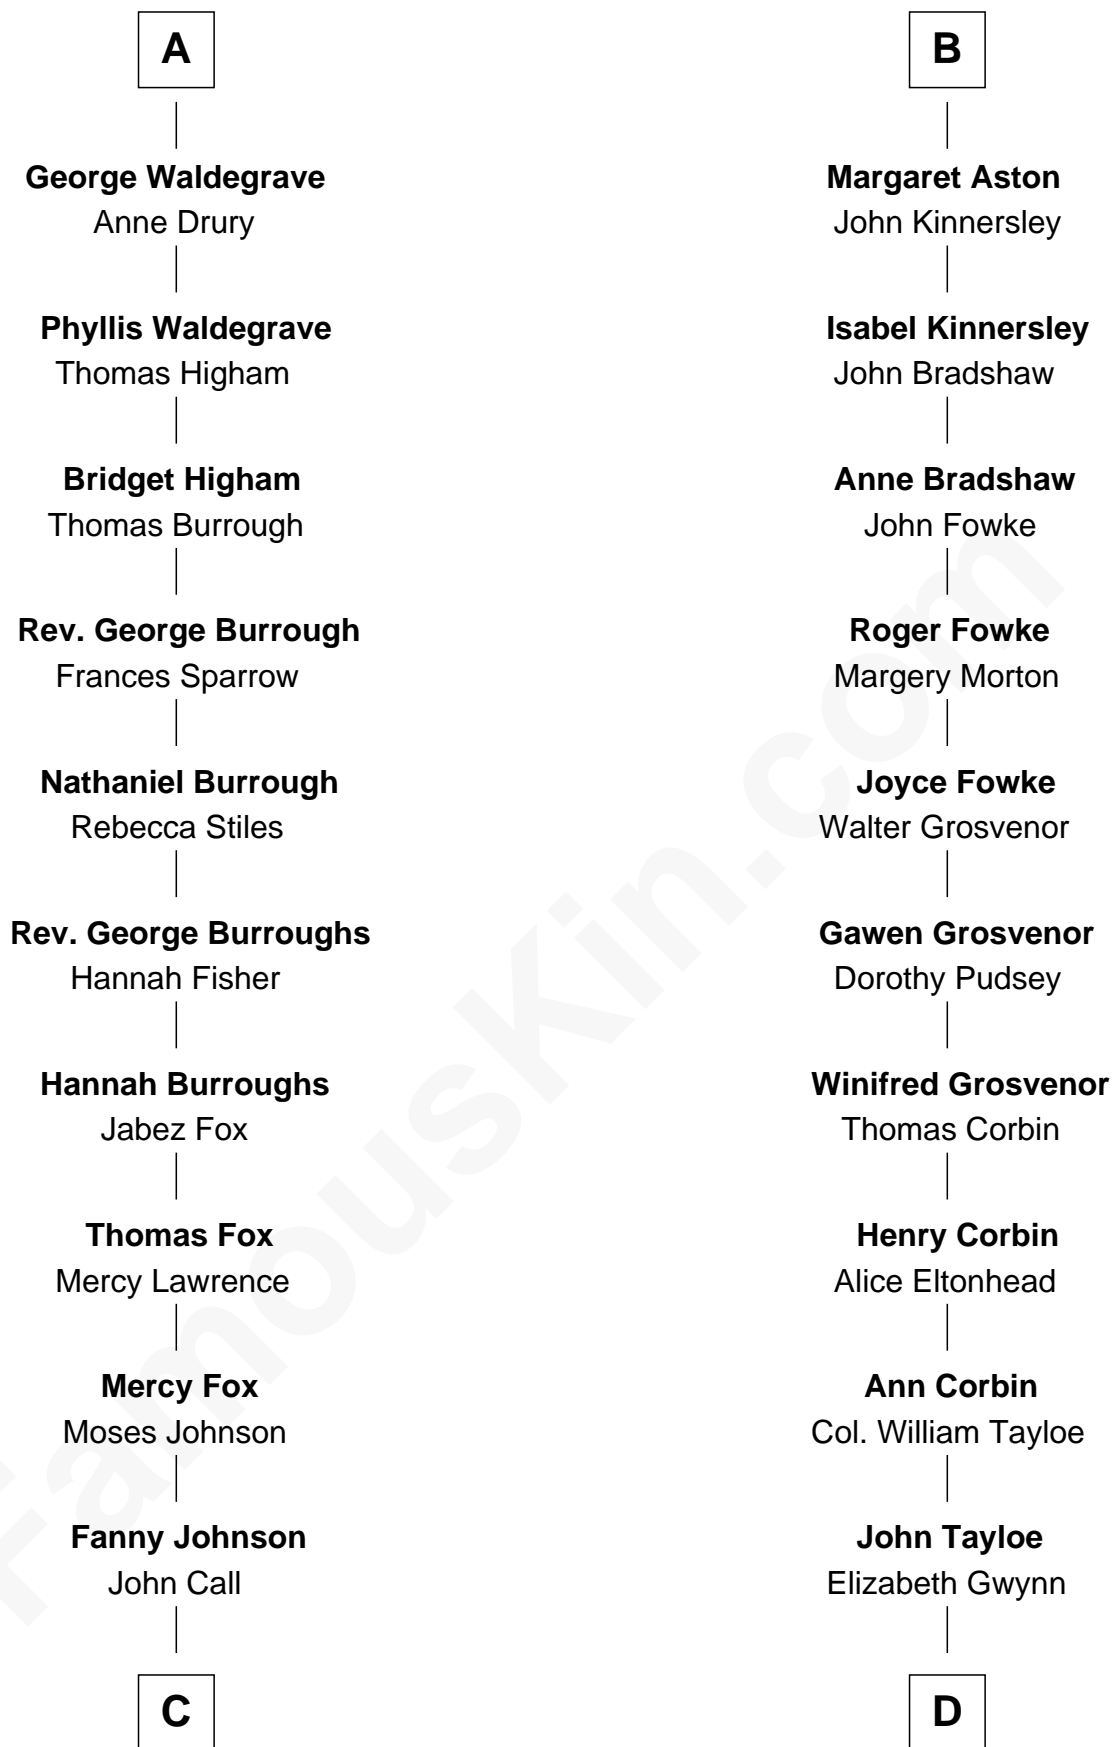 A
George Waldegrave
Anne Drury
Phyllis Waldegrave
Thomas Higham
Bridget Higham
Thomas Burrough
Rev. George Burrough
Frances Sparrow
Nathaniel Burrough
Rebecca Stiles
Rev. George Burroughs
Hannah Fisher
Hannah Burroughs
Jabez Fox
Thomas Fox
Mercy Lawrence
Mercy Fox
Moses Johnson
Fanny Johnson
John Call
C
B
Margaret Aston
John Kinnersley
Isabel Kinnersley
John Bradshaw
Anne Bradshaw
John Fowke
Roger Fowke
Margery Morton
Joyce Fowke
Walter Grosvenor
Gawen Grosvenor
Dorothy Pudsey
Winifred Grosvenor
Thomas Corbin
Henry Corbin
Alice Eltonhead
Ann Corbin
Col. William Tayloe
John Tayloe
Elizabeth Gwynn
D
FamousKin.com